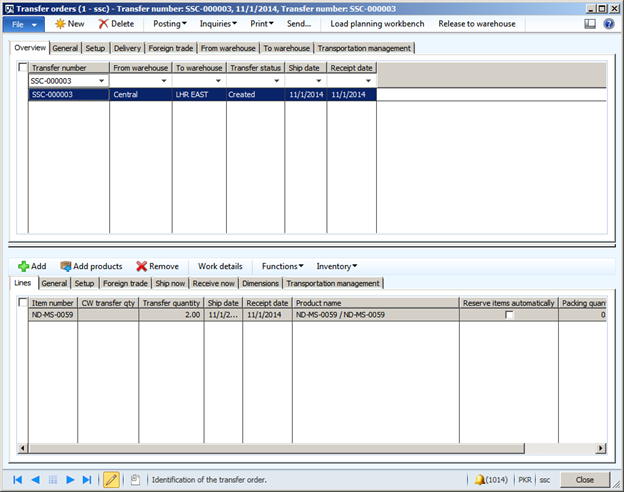 Transfer orders (1 - ssc) - Transfer number: SSC-000003, 11/1/2014, Transfer number: SSC-000003
File New Delete Posting Inquiries Print Send... Load planning workbench Release to warehouse
Overview General Setup Delivery Foreign trade From warehouse To warehouse Transportation management
Transfer number From warehouse To warehouse Transfer status Ship date Receipt date
SSC-000003
SSC-000003 Central LHR EAST Created 11/1/2014 11/1/2014
Add Add products Remove Work details Functions Inventory
Lines General Setup Foreign trade Ship now Receive now Dimensions Transportation management
Item number CW transfer qty Transfer quantity Ship date Receipt date Product name Reserve items automatically Packing quan
ND-MS-0059 2.00 11/1/2... 11/1/2014 ND-MS-0059 / ND-MS-0059 0
Identification of the transfer order. (1014) PKR ssc Close